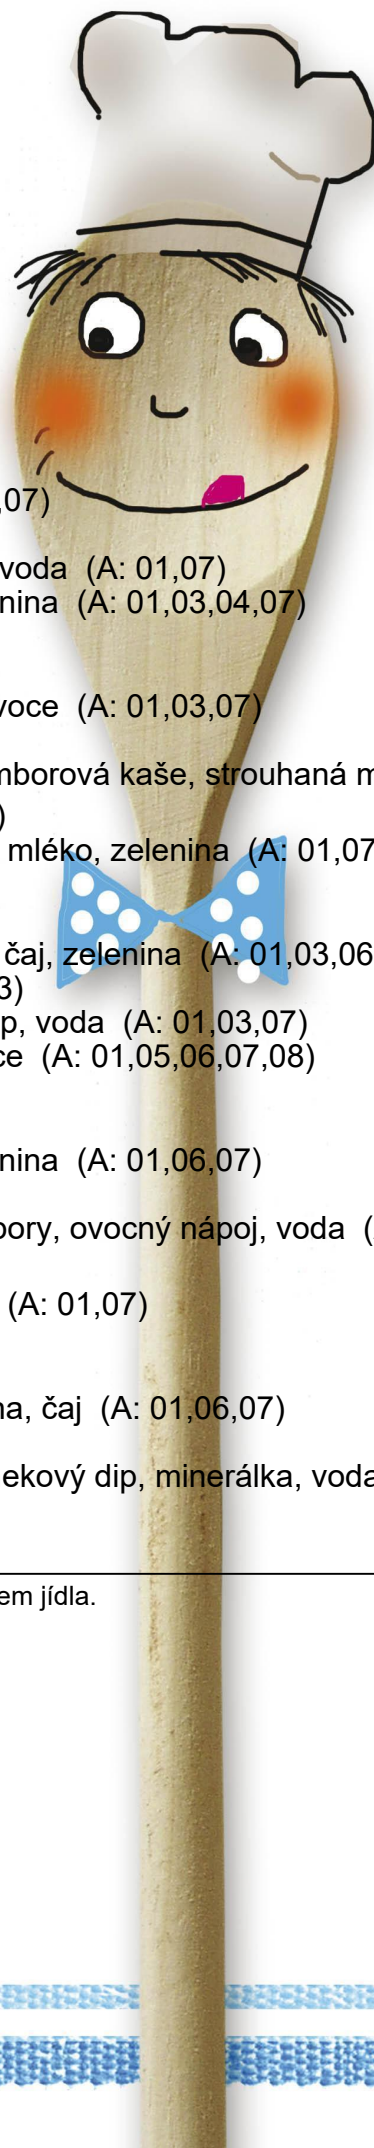 ,07)
voda (A: 01,07)
nina (A: 01,03,04,07)
voce (A: 01,03,07)
mborová kaše, strouhaná m
)
mléko, zelenina (A: 01,07
čaj, zelenina (A: 01,03,06
3)
p, voda (A: 01,03,07)
ce (A: 01,05,06,07,08)
nina (A: 01,06,07)
pory, ovocný nápoj, voda (
(A: 01,07)
na, čaj (A: 01,06,07)
ekový dip, minerálka, voda
em jídla.